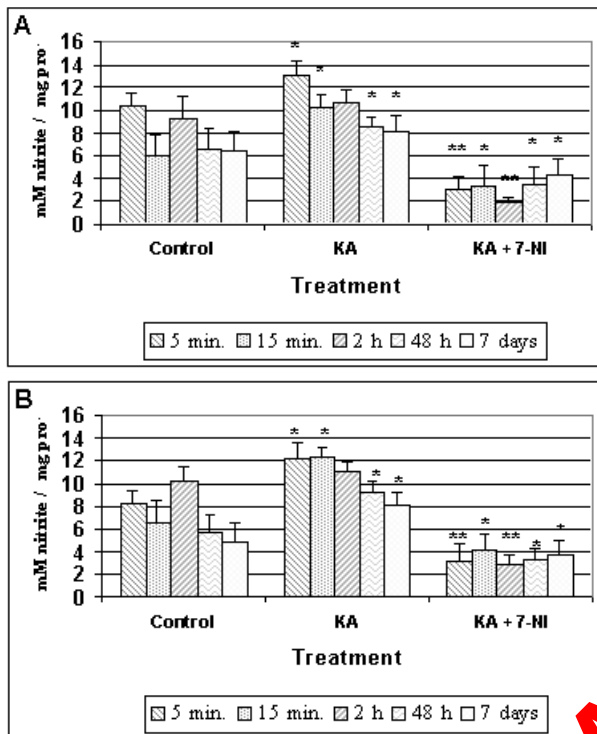 A
16
14
12
10
8
6
4
2
0
mM nitrite / mg pro.
* * * *
** * ** * *
Control KA KA + 7-NI
Treatment
5 min. 15 min. 2 h 48 h 7 days
B
16
14
12
10
8
6
4
2
0
mM nitrite / mg pro.
* * * *
** * ** * +
Control KA KA + 7-NI
Treatment
5 min. 15 min. 2 h 48 h 7 days